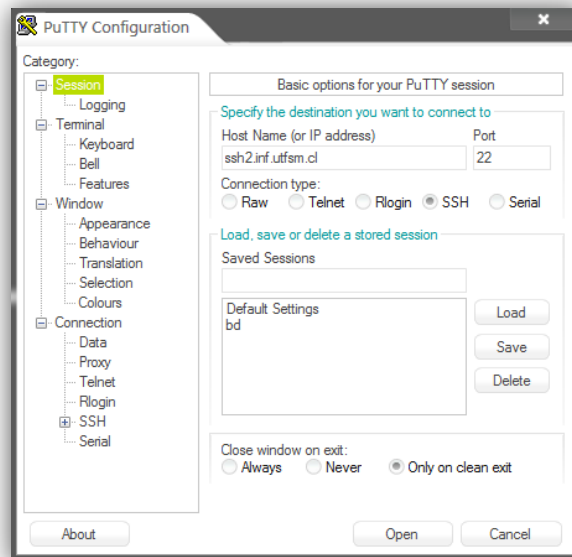 PuTTY Configuration
Category:
Session
Logging
Terminal
Keyboard
Bell
Features
Window
Appearance
Behaviour
Translation
Selection
Colours
Connection
Data
Proxy
Telnet
Rlogin
SSH
Serial
Basic options for your PuTTY session
Specify the destination you want to connect to
Host Name (or IP address) Port
ssh2.inf.utfsm.cl 22
Connection type:
Raw Telnet Rlogin SSH Serial
Load, save or delete a stored session
Saved Sessions
Default Settings
bd
Load
Save
Delete
Close window on exit:
Always Never Only on clean exit
About Open Cancel